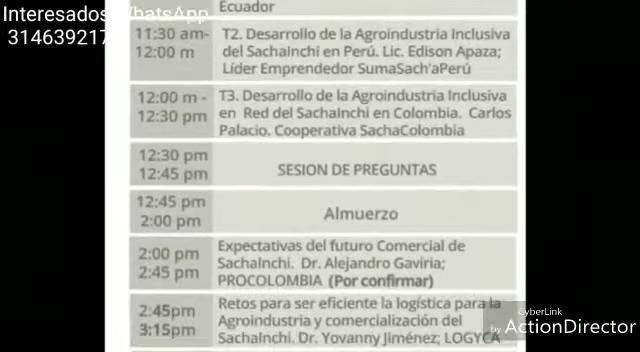 Interesados WhatsApp
314639217
Ecuador
11:30 am-
12:00 m
T2. Desarrollo de la Agroindustria Inclusiva
del SachaInchi en Perú. Lic. Edison Apaza;
Líder Emprendedor SumaSach'aPerú
12:00 m -
12:30 pm
T3. Desarrollo de la Agroindustria Inclusiva
en Red del SachaInchi en Colombia. Carlos
Palacio. Cooperativa SachaColombia
12:30 pm
12:45 pm
SESION DE PREGUNTAS
12:45 pm
2:00 pm
Almuerzo
2:00 pm
2:45 pm
Expectativas del futuro Comercial de
SachaInchi. Dr. Alejandro Gaviria;
PROCOLOMBIA (Por confirmar)
2:45pm
3:15pm
Retos para ser eficiente la logística para la
Agroindustria y comercialización del
SachaInchi. Dr. Yovanny Jiménez; LOGYCA
CyberLink
by ActionDirector